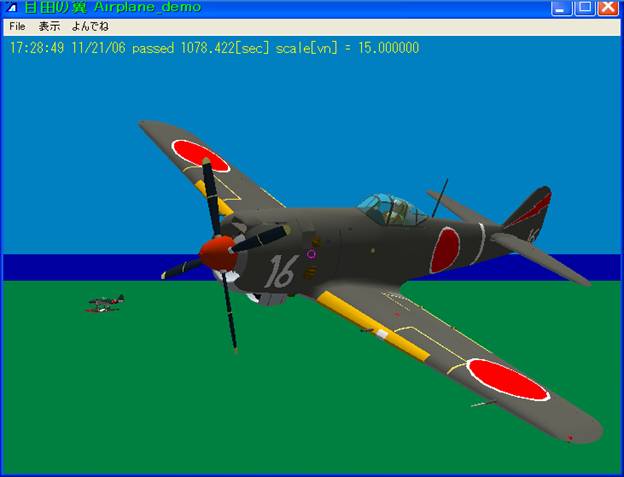 自由の翼 Airplane_demo
File 表示 よんでね
17:28:49 11/21/06 passed 1078.422[sec] scale[vn] = 15.000000
16